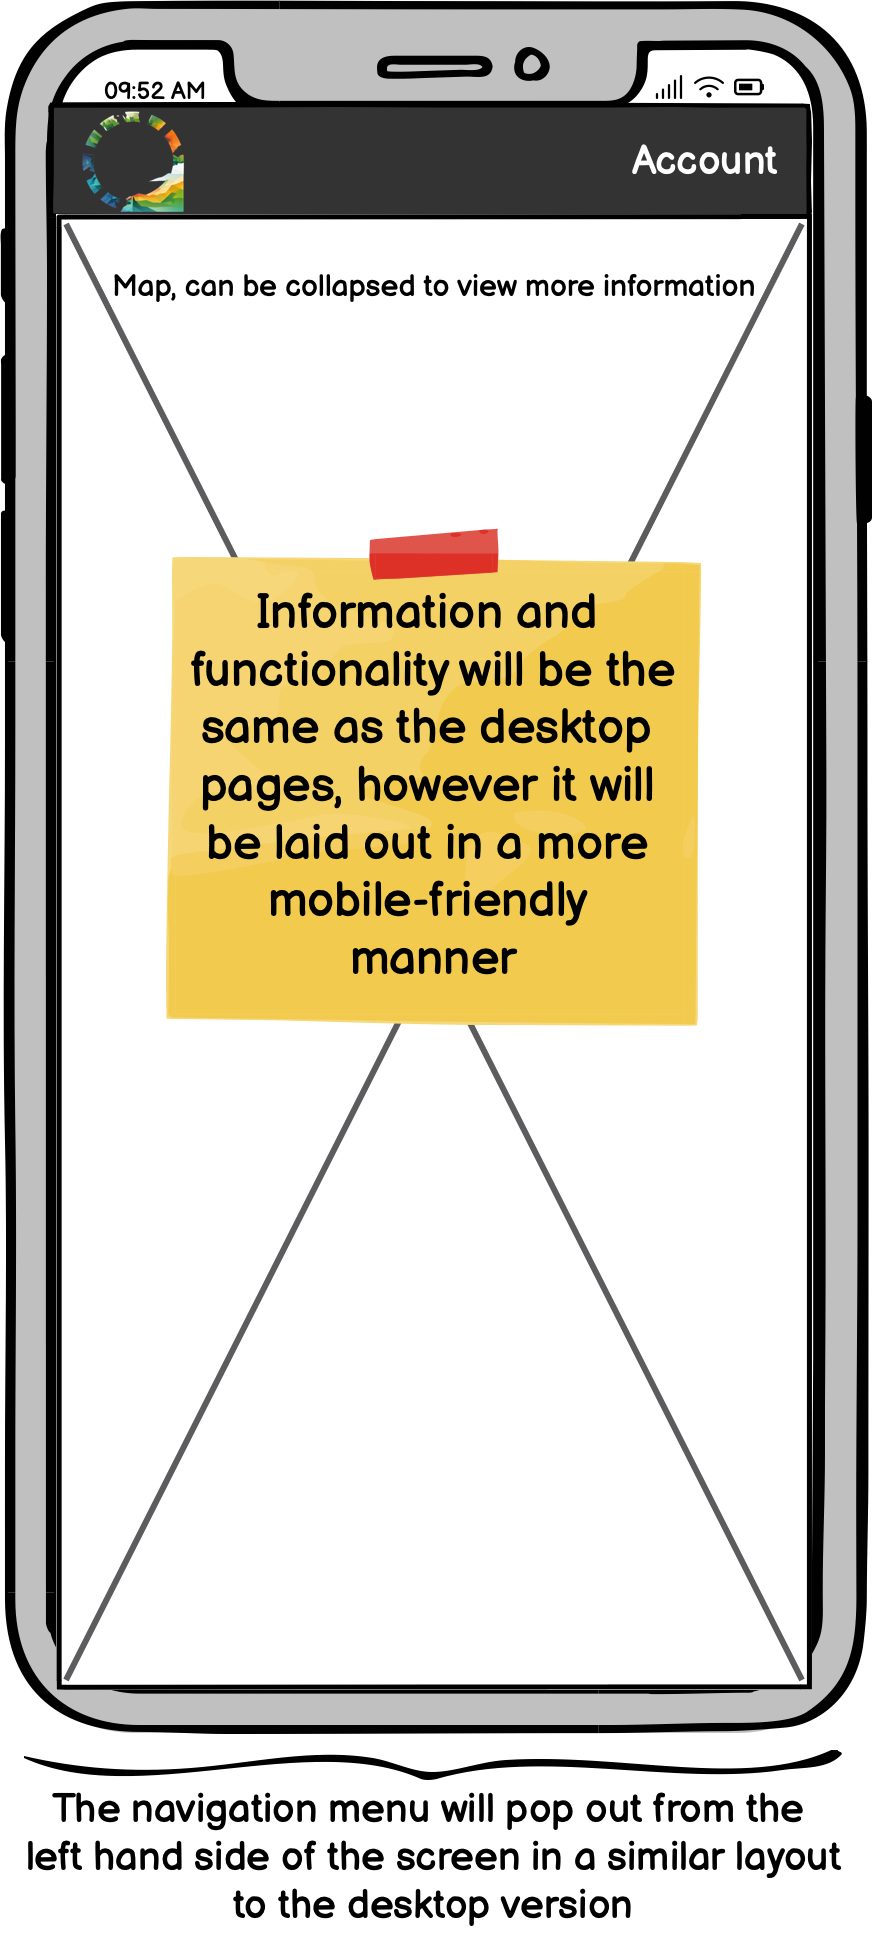 09:52 AM
Account
Map, can be collapsed to view more information
Information and
functionality will be the
same as the desktop
pages, however it will
be laid out in a more
mobile-friendly
manner
The navigation menu will pop out from the
left hand side of the screen in a similar layout
to the desktop version